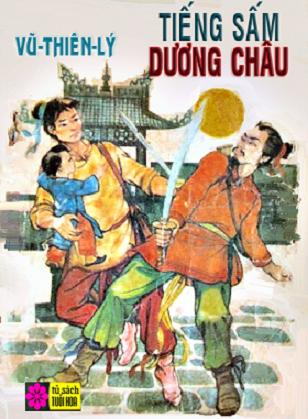 TIẾNG SẤM
VŨ-THIÊN-LÝ
DƯƠNG CHÂU
tủ sách
TUỔI HOA